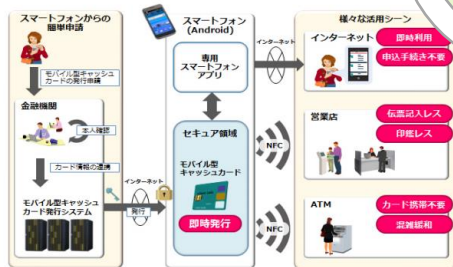 スマートフォンからの
簡単申請
モバイル型キャッシュ
カードの発行申請
金融機関
本人確認
カード情報の連携
モバイル型キャッシュ
カード発行システム
インターネット
発行
スマートフォン
(Android)
専用
スマートフォン
アプリ
セキュア領域
モバイル型
キャッシュカード
即時発行
インターネット
NFC
NFC
様々な活用シーン
インターネット
即時利用
申込手続き不要
営業店
伝票記入レス
印鑑レス
ATM
カード携帯不要
混雑緩和